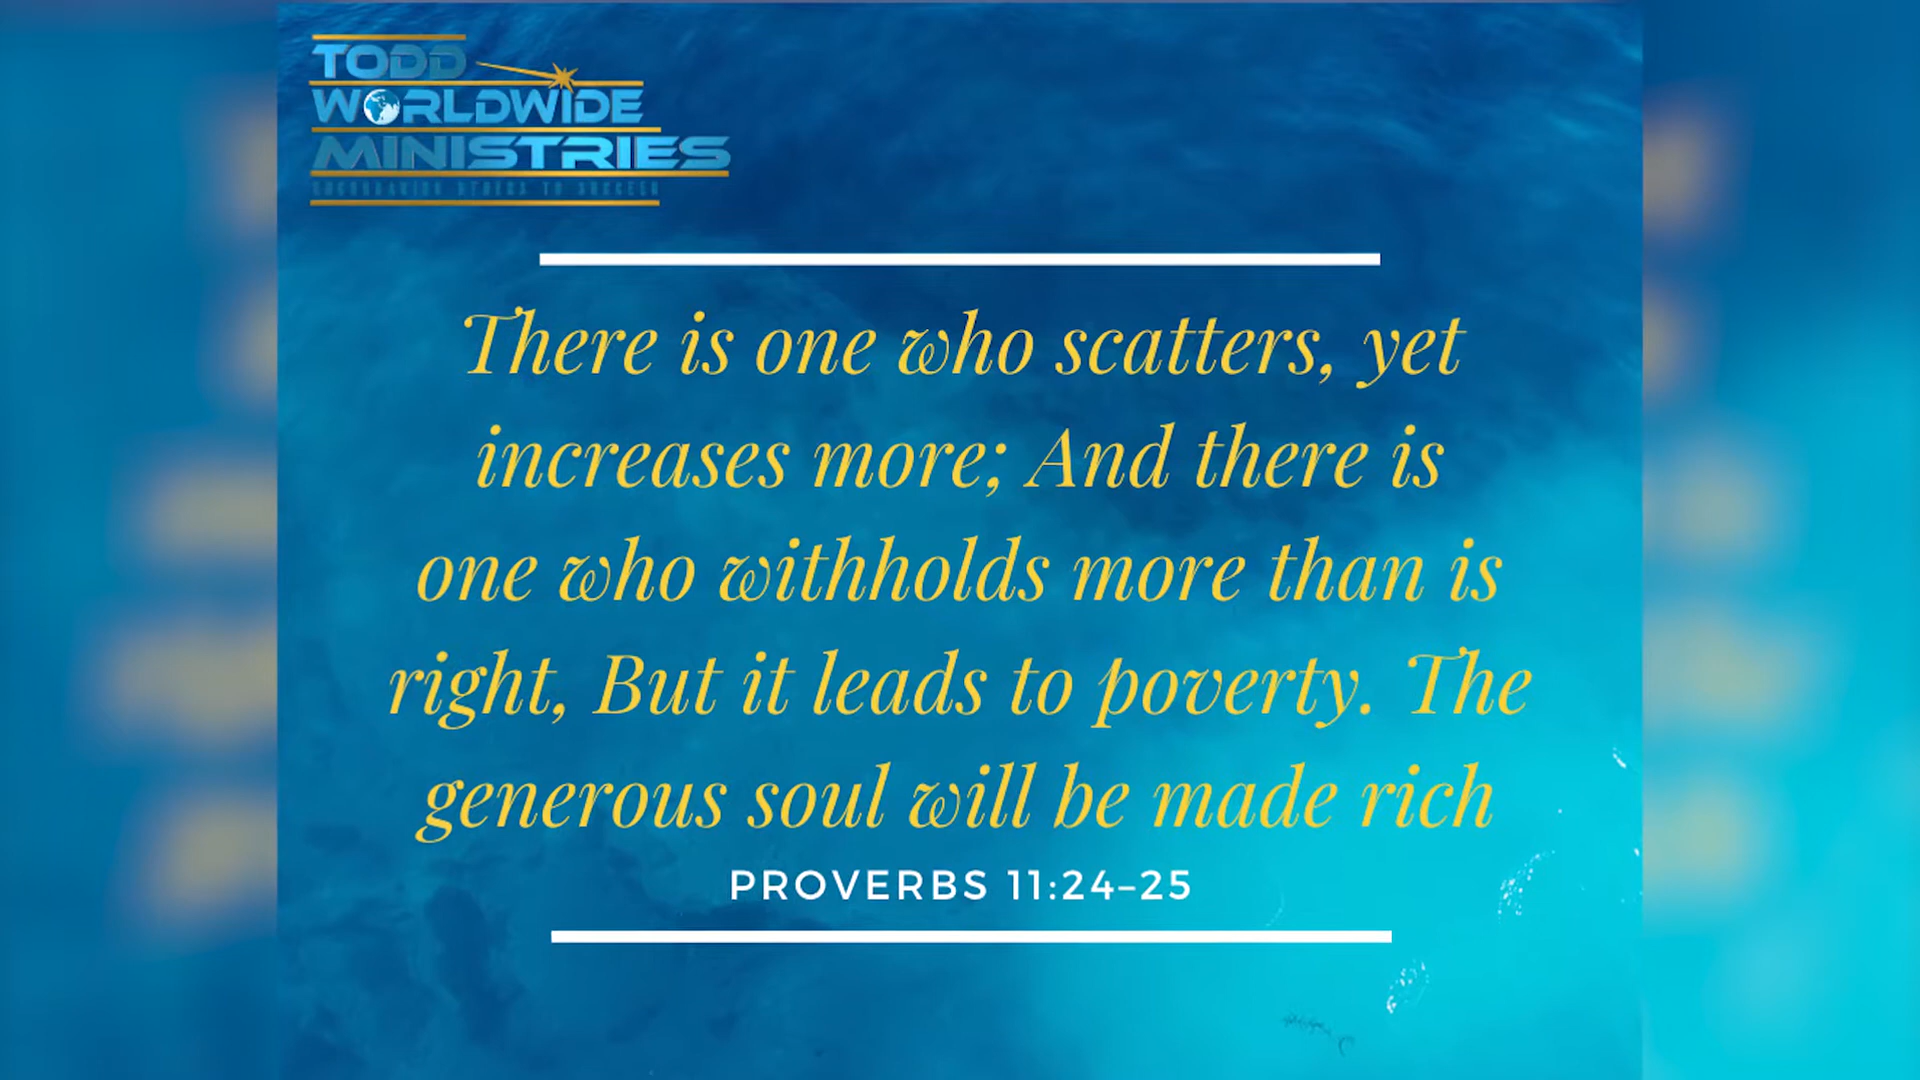 TODD
WORLDWIDE
MINISTRIES
There is one who scatters, yet
increases more; And there is
one who withholds more than is
right, But it leads to poverty. The
generous soul will be made rich
PROVERBS 11:24–25